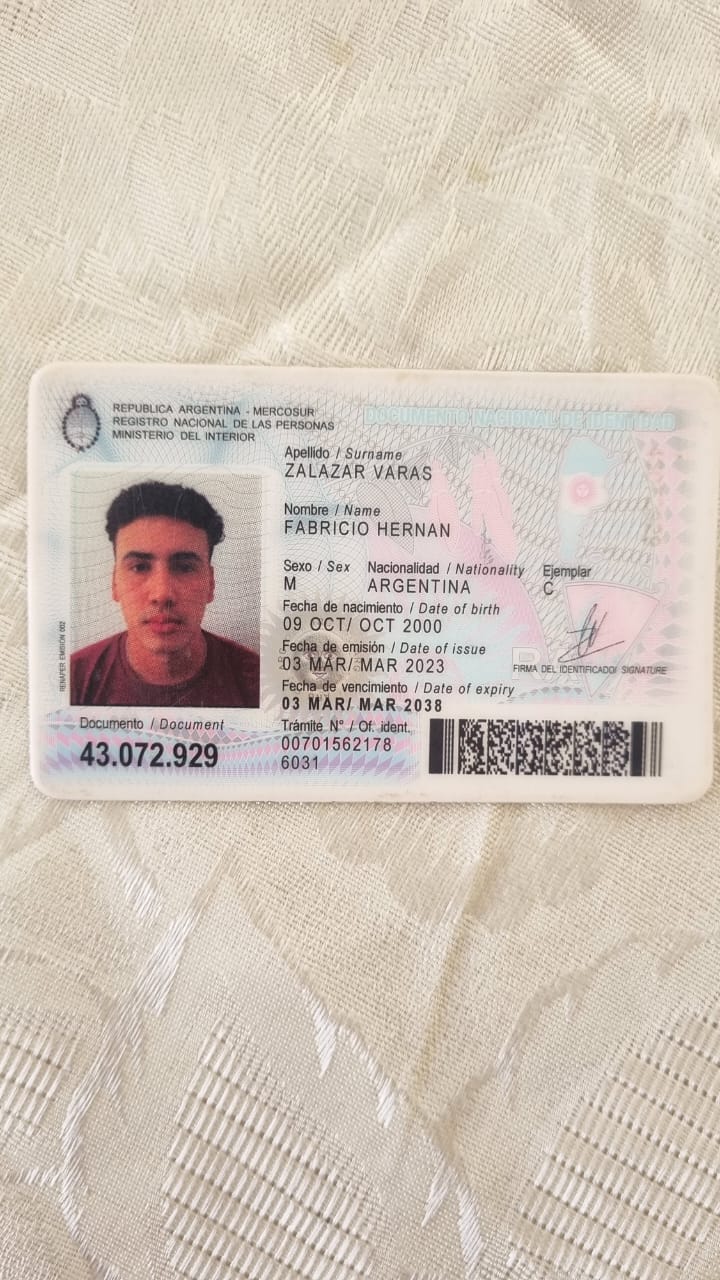 REPUBLICA ARGENTINA - MERCOSUR
REGISTRO NACIONAL DE LAS PERSONAS
MINISTERIO DEL INTERIOR
DOCUMENTO NACIONAL DE IDENTIDAD
Apellido / Surname
ZALAZAR VARAS
Nombre / Name
FABRICIO HERNAN
Sexo / Sex Nacionalidad / Nationality Ejemplar
M ARGENTINA C
Fecha de nacimiento / Date of birth
09 OCT/ OCT 2000
Fecha de emisión / Date of issue
03 MAR/ MAR 2023
FIRMA DEL IDENTIFICADO/ SIGNATURE
Fecha de vencimiento / Date of expiry
03 MAR/ MAR 2038
Documento / Document
43.072.929
Trámite N° / Of. ident.
00701562178
6031
RENAPER EMISIÓN 002